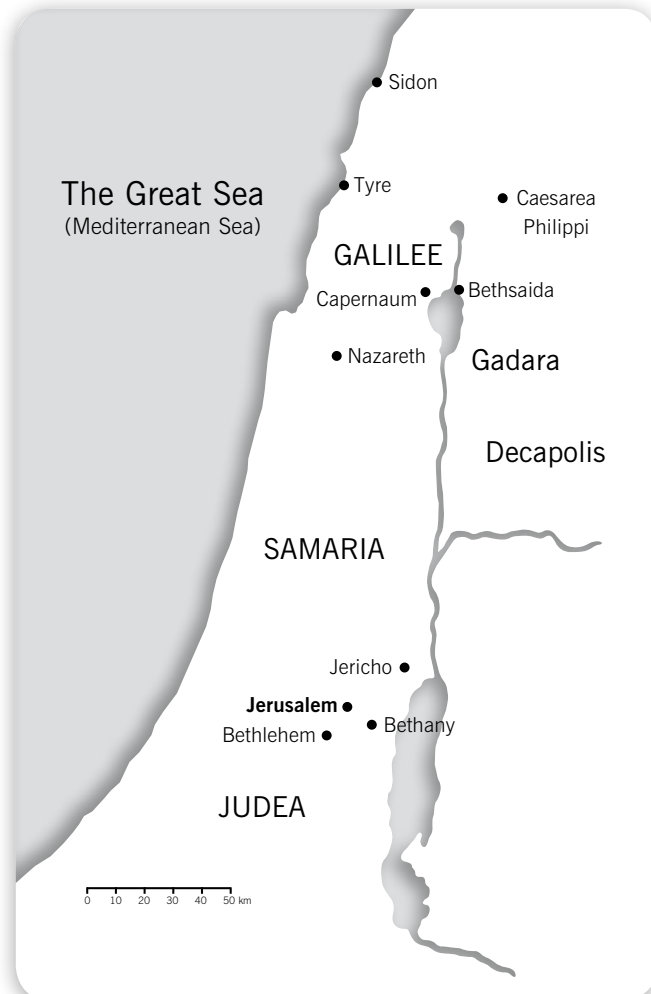 Sidon
The Great Sea
(Mediterranean Sea)
Tyre
Caesarea
Philippi
GALILEE
Capernaum
Bethsaida
Nazareth
Gadara
Decapolis
SAMARIA
Jericho
Jerusalem
Bethany
Bethlehem
JUDEA
0 10 20 30 40 50 km